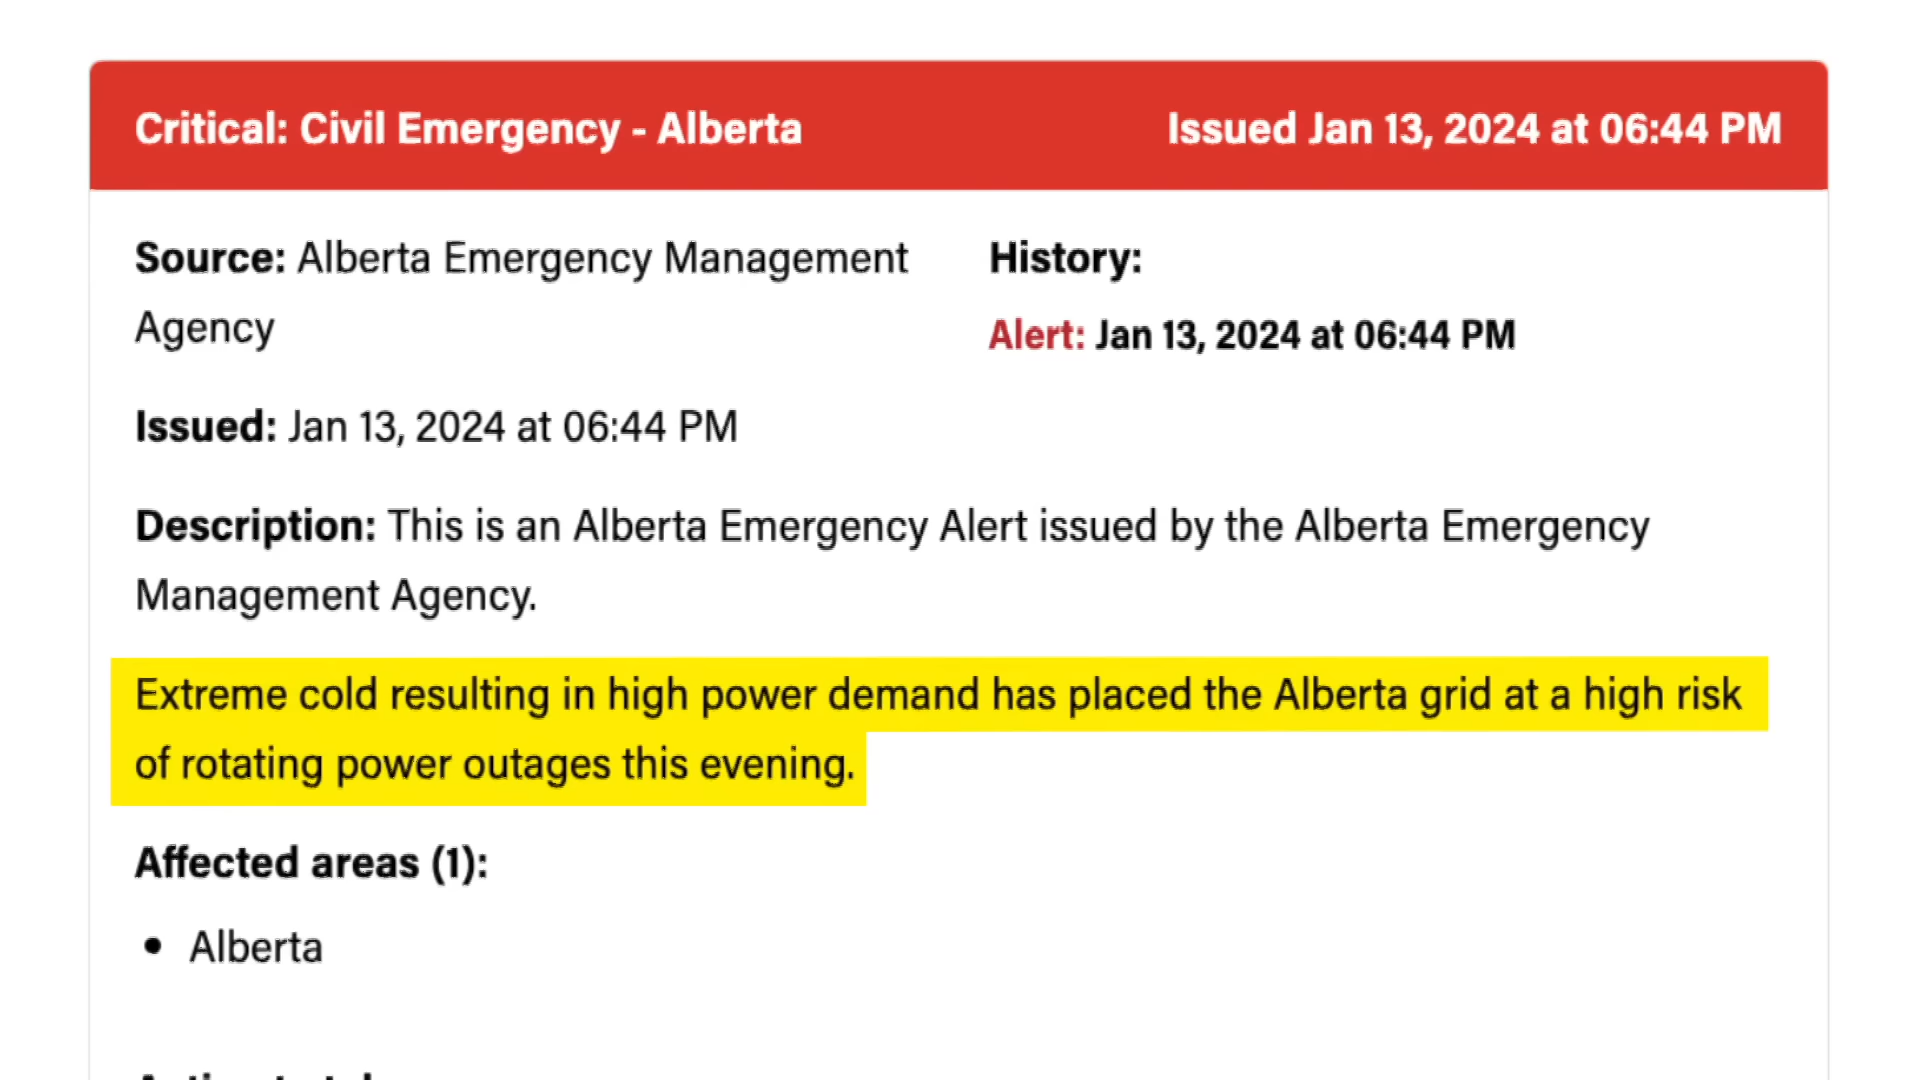 Critical: Civil Emergency - Alberta
Issued Jan 13, 2024 at 06:44 PM
Source: Alberta Emergency Management
Agency
History:
Alert: Jan 13, 2024 at 06:44 PM
Issued: Jan 13, 2024 at 06:44 PM
Description: This is an Alberta Emergency Alert issued by the Alberta Emergency
Management Agency.
Extreme cold resulting in high power demand has placed the Alberta grid at a high risk
of rotating power outages this evening.
Affected areas (1):
• Alberta